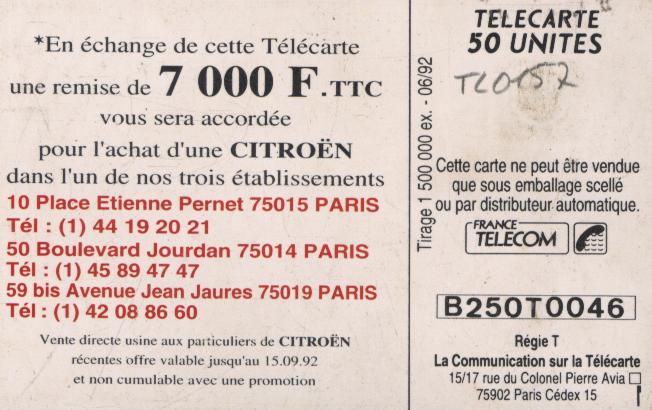 *En échange de cette Télécarte
une remise de 7 000 F.TTC
vous sera accordée
pour l'achat d'une CITROËN
dans l'un de nos trois établissements
10 Place Etienne Pernet 75015 PARIS
Tél : (1) 44 19 20 21
50 Boulevard Jourdan 75014 PARIS
Tél : (1) 45 89 47 47
59 bis Avenue Jean Jaures 75019 PARIS
Tél : (1) 42 08 86 60
Vente directe usine aux particuliers de CITROËN
récentes offre valable jusqu'au 15.09.92
et non cumulable avec une promotion
Tirage 1 500 000 ex. - 06/92
TELECARTE
50 UNITES
TL0157
Cette carte ne peut être vendue
que sous emballage scellé
ou par distributeur automatique.
FRANCE
TELECOM
B250T0046
Régie T
La Communication sur la Télécarte
15/17 rue du Colonel Pierre Avia
75902 Paris Cédex 15